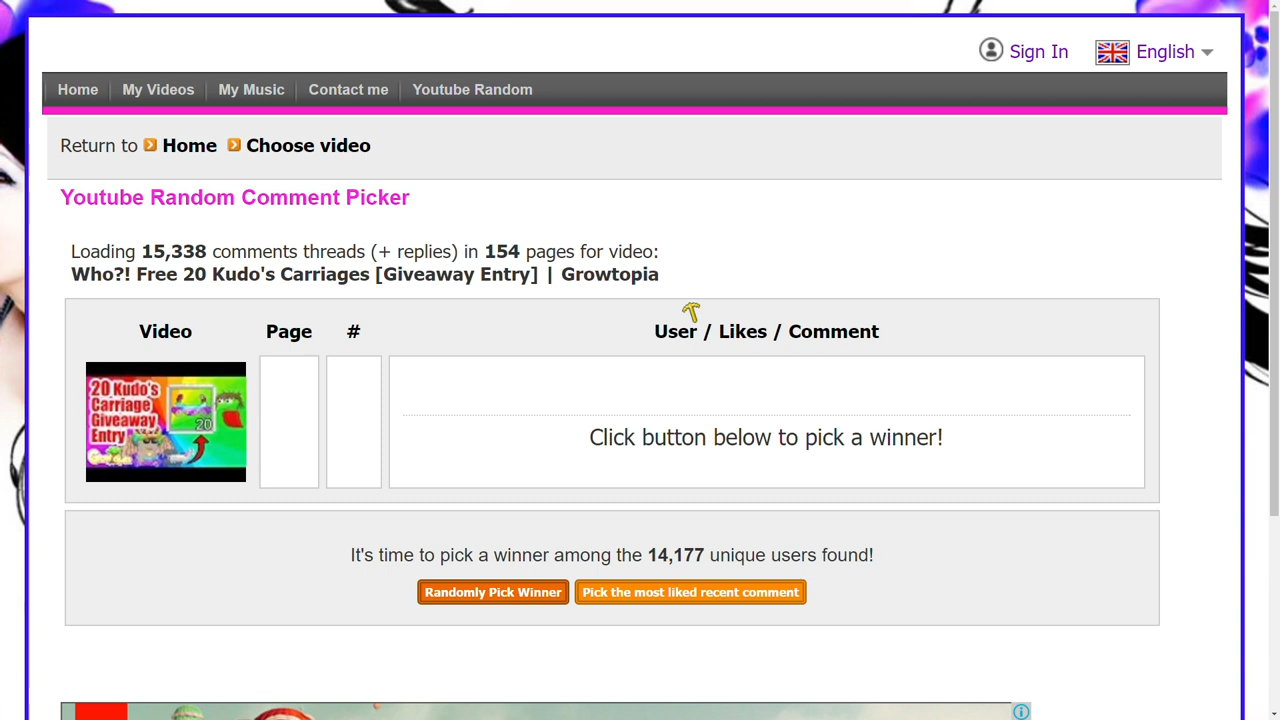 Sign In
English
Home
My Videos
My Music
Contact me
Youtube Random
Return to Home Choose video
Youtube Random Comment Picker
Loading 15,338 comments threads (+ replies) in 154 pages for video:
Who?! Free 20 Kudo's Carriages [Giveaway Entry] | Growtopia
Video
Page
#
User / Likes / Comment
20 Kudo's
Carriage
Giveaway
Entry
20
Click button below to pick a winner!
It's time to pick a winner among the 14,177 unique users found!
Randomly Pick Winner
Pick the most liked recent comment